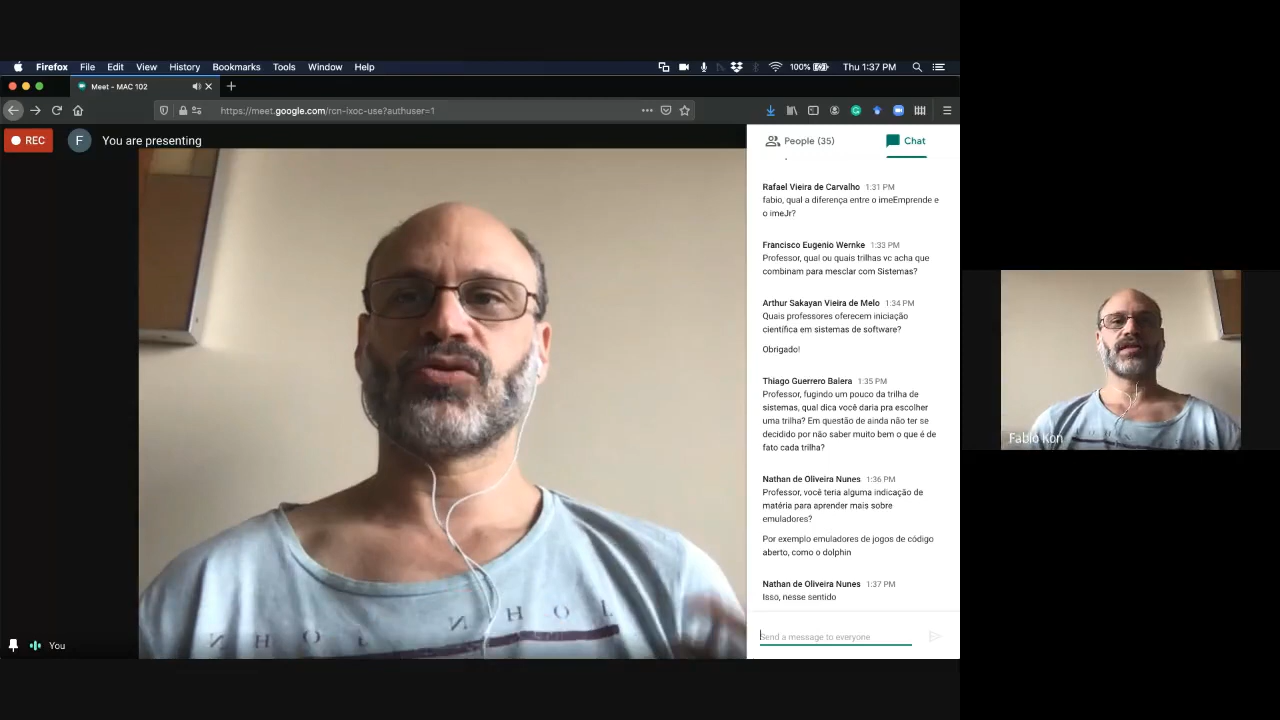 Firefox File Edit View History Bookmarks Tools Window Help 100% Thu 1:37 PM
Meet - MAC 102
https://meet.google.com/rcn-ixoc-use?authuser=1
REC F You are presenting People (35) Chat
Rafael Vieira de Carvalho 1:31 PM
fabio, qual a diferença entre o imeEmprende e
o imeJr?
Francisco Eugenio Wernke 1:33 PM
Professor, qual ou quais trilhas vc acha que
combinam para mesclar com Sistemas?
Arthur Sakayan Vieira de Melo 1:34 PM
Quais professores oferecem iniciação
científica em sistemas de software?
Obrigado!
Thiago Guerrero Balera 1:35 PM
Professor, fugindo um pouco da trilha de
sistemas, qual dica você daria pra escolher
uma trilha? Em questão de ainda não ter se
decidido por não saber muito bem o que é de
fato cada trilha?
Nathan de Oliveira Nunes 1:36 PM
Professor, você teria alguma indicação de
matéria para aprender mais sobre
emuladores?
Por exemplo emuladores de jogos de código
aberto, como o dolphin
Nathan de Oliveira Nunes 1:37 PM
Isso, nesse sentido
Send a message to everyone
You
JOHN JOHN
Fabio Kon